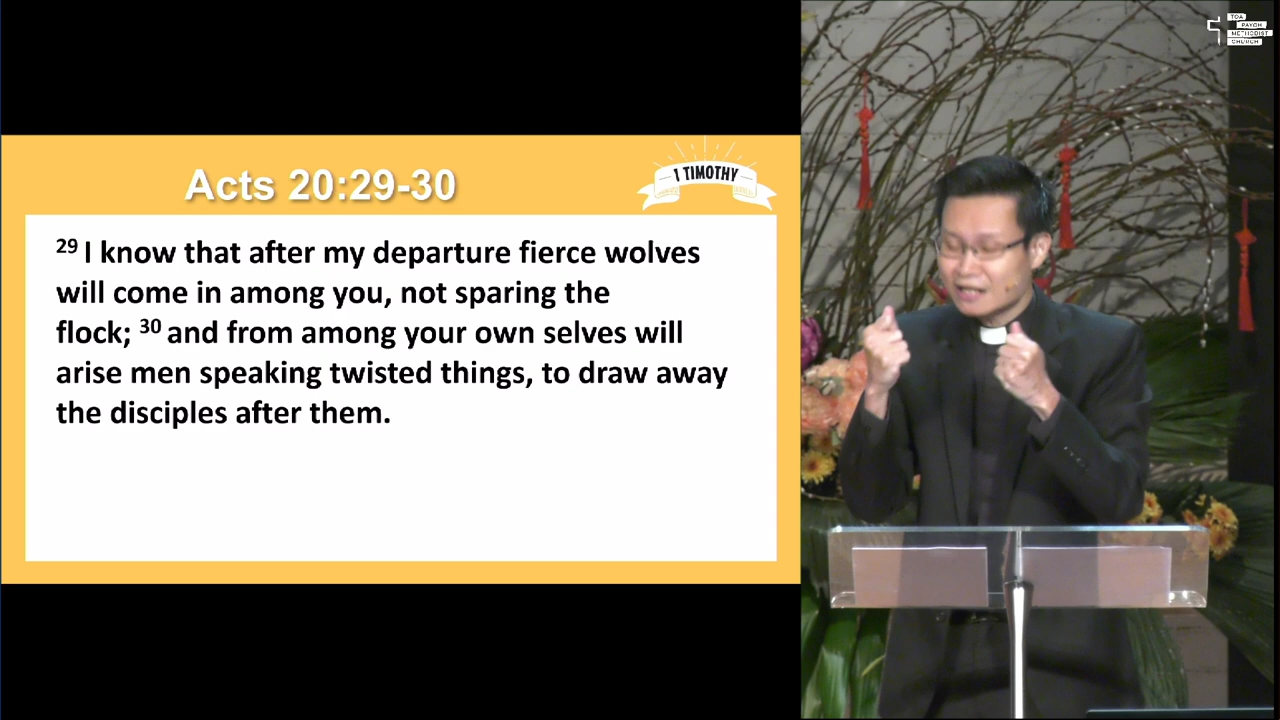 Acts 20:29-30
1 TIMOTHY
29 I know that after my departure fierce wolves
will come in among you, not sparing the
flock; 30 and from among your own selves will
arise men speaking twisted things, to draw away
the disciples after them.
TOA
PAYOH
METHODIST
CHURCH